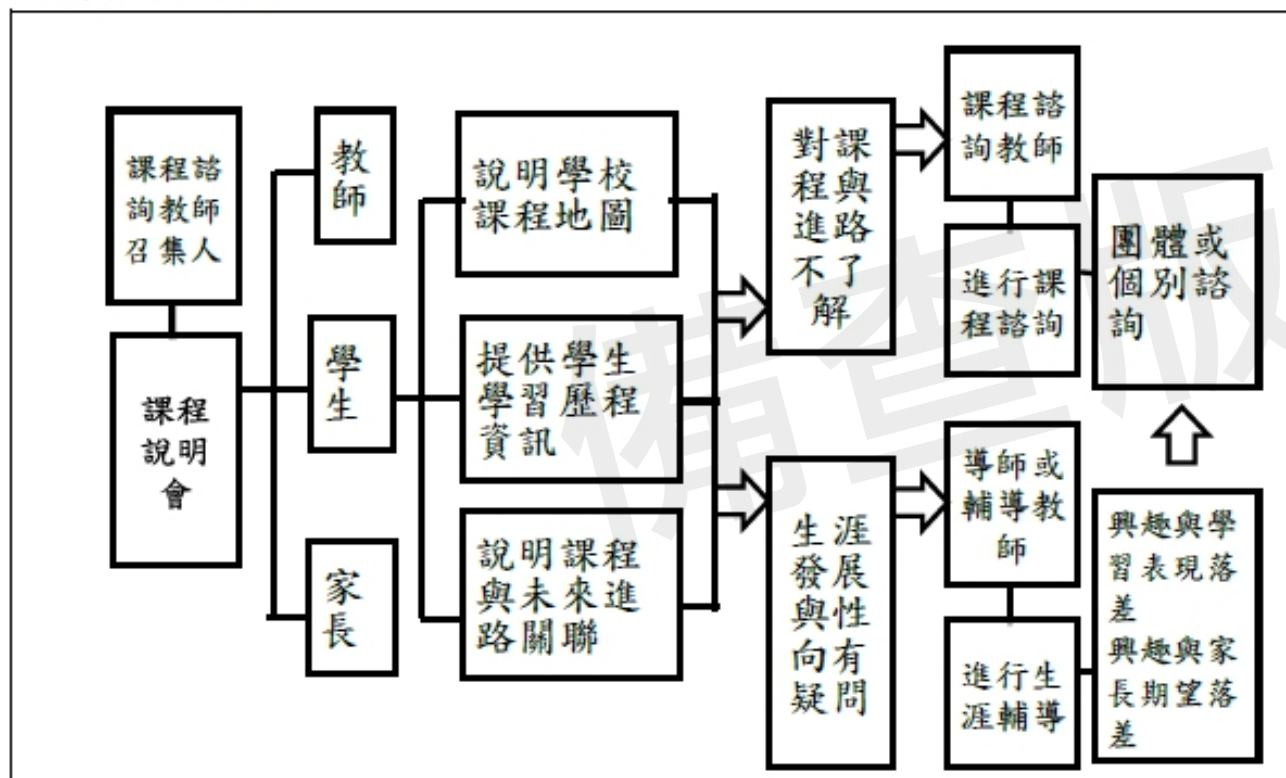 課程諮
詢教師
召集人
課程
說明
會
教
師
學
生
家
長
說明學校
課程地圖
提供學生
學習歷程
資訊
說明課程
與未來進
路關聯
對課
程與
進路
不了
解
生涯
發展
與性
向有
疑問
課程諮
詢教師
進行課
程諮詢
團體或
個別諮
詢
導師或
輔導教
師
進行生
涯輔導
興趣與學
習表現落
差
興趣與家
長期望落
差
備查版